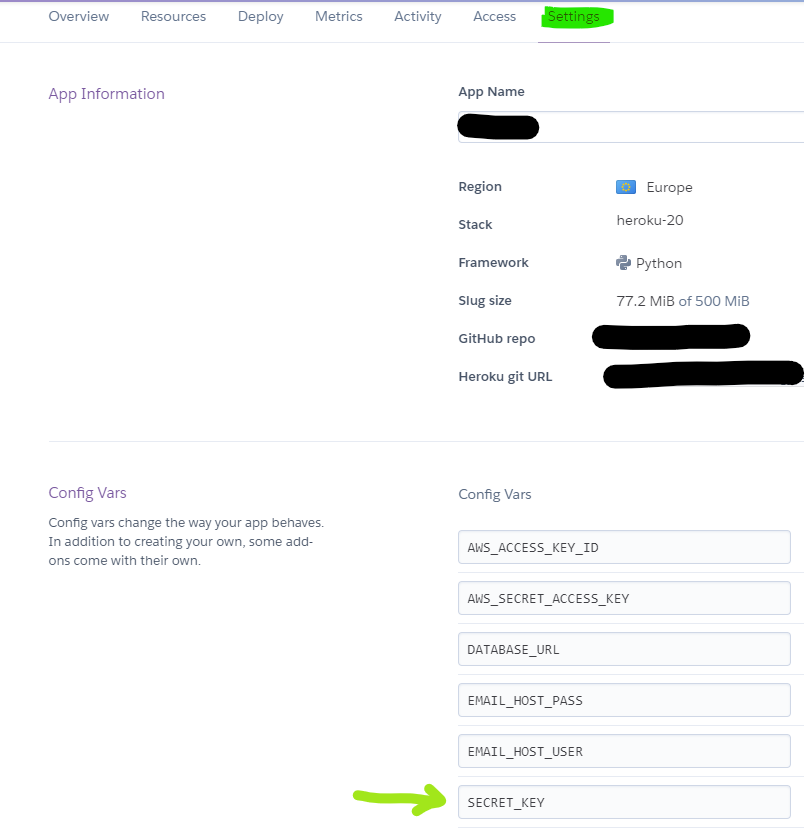 Overview Resources Deploy Metrics Activity Access Settings
App Information
App Name
Region Europe
Stack heroku-20
Framework Python
Slug size 77.2 MiB of 500 MiB
GitHub repo
Heroku git URL
Config Vars
Config vars change the way your app behaves.
In addition to creating your own, some add-
ons come with their own.
Config Vars
AWS_ACCESS_KEY_ID
AWS_SECRET_ACCESS_KEY
DATABASE_URL
EMAIL_HOST_PASS
EMAIL_HOST_USER
SECRET_KEY